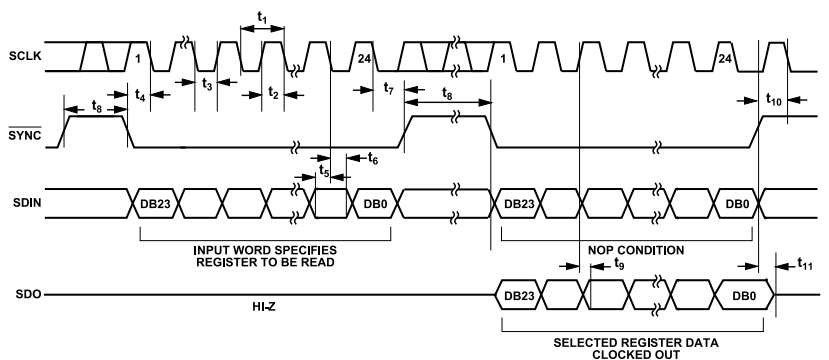 t1
SCLK
1
24
1
24
t4
t3
t2
t7
t8
t10
t8
SYNC
t5
t6
SDIN
DB23
DB0
DB23
DB0
INPUT WORD SPECIFIES
REGISTER TO BE READ
NOP CONDITION
t9
t11
SDO
HI-Z
DB23
DB0
SELECTED REGISTER DATA
CLOCKED OUT